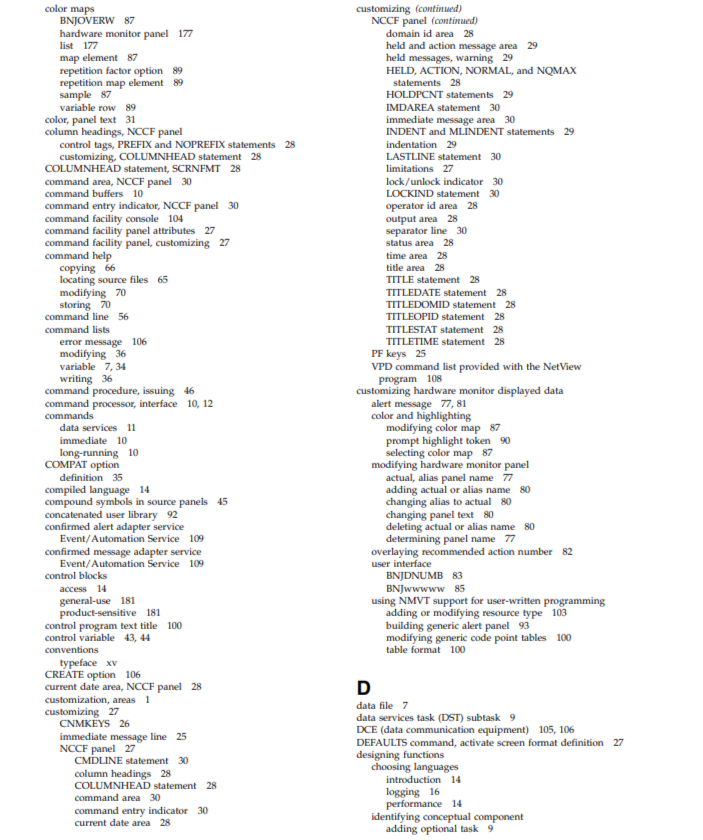 color maps
BNJOVERW 87
hardware monitor panel 177
list 177
map element 87
repetition factor option 89
repetition map element 89
sample 87
variable row 89
color, panel text 31
column headings, NCCF panel
control tags, PREFIX and NOPREFIX statements 28
customizing, COLUMNHEAD statement 28
COLUMNHEAD statement, SCRNFMT 28
command area, NCCF panel 30
command buffers 10
command entry indicator, NCCF panel 30
command facility console 104
command facility panel attributes 27
command facility panel, customizing 27
command help
copying 66
locating source files 65
modifying 70
storing 70
command line 56
command lists
error message 106
modifying 36
variable 7, 34
writing 36
command procedure, issuing 46
command processor, interface 10, 12
commands
data services 11
immediate 10
long-running 10
COMPAT option
definition 35
compiled language 14
compound symbols in source panels 45
concatenated user library 92
confirmed alert adapter service
Event/Automation Service 109
confirmed message adapter service
Event/Automation Service 109
control blocks
access 14
general-use 181
product-sensitive 181
control program text title 100
control variable 43, 44
conventions
typeface xv
CREATE option 106
current date area, NCCF panel 28
customization, areas 1
customizing 27
CNMKEYS 26
immediate message line 25
NCCF panel 27
CMDLINE statement 30
column headings 28
COLUMNHEAD statement 28
command area 30
command entry indicator 30
current date area 28
customizing (continued)
NCCF panel (continued)
domain id area 28
held and action message area 29
held messages, warning 29
HELD, ACTION, NORMAL, and NQMAX
statements 28
HOLDPCNT statements 29
IMDAREA statement 30
immediate message area 30
INDENT and MLINDENT statements 29
indentation 29
LASTLINE statement 30
limitations 27
lock/unlock indicator 30
LOCKIND statement 30
operator id area 28
output area 28
separator line 30
status area 28
time area 28
title area 28
TITLE statement 28
TITLEDATE statement 28
TITLEDOMID statement 28
TITLEOPID statement 28
TITLESTAT statement 28
TITLETIME statement 28
PF keys 25
VPD command list provided with the NetView
program 108
customizing hardware monitor displayed data
alert message 77, 81
color and highlighting
modifying color map 87
prompt highlight token 90
selecting color map 87
modifying hardware monitor panel
actual, alias panel name 77
adding actual or alias name 80
changing alias to actual 80
changing panel text 80
deleting actual or alias name 80
determining panel name 77
overlaying recommended action number 82
user interface
BNJDNUMB 83
BNJwwwww 85
using NMVT support for user-written programming
adding or modifying resource type 103
building generic alert panel 93
modifying generic code point tables 100
table format 100
D
data file 7
data services task (DST) subtask 9
DCE (data communication equipment) 105, 106
DEFAULTS command, activate screen format definition 27
designing functions
choosing languages
introduction 14
logging 16
performance 14
identifying conceptual component
adding optional task 9